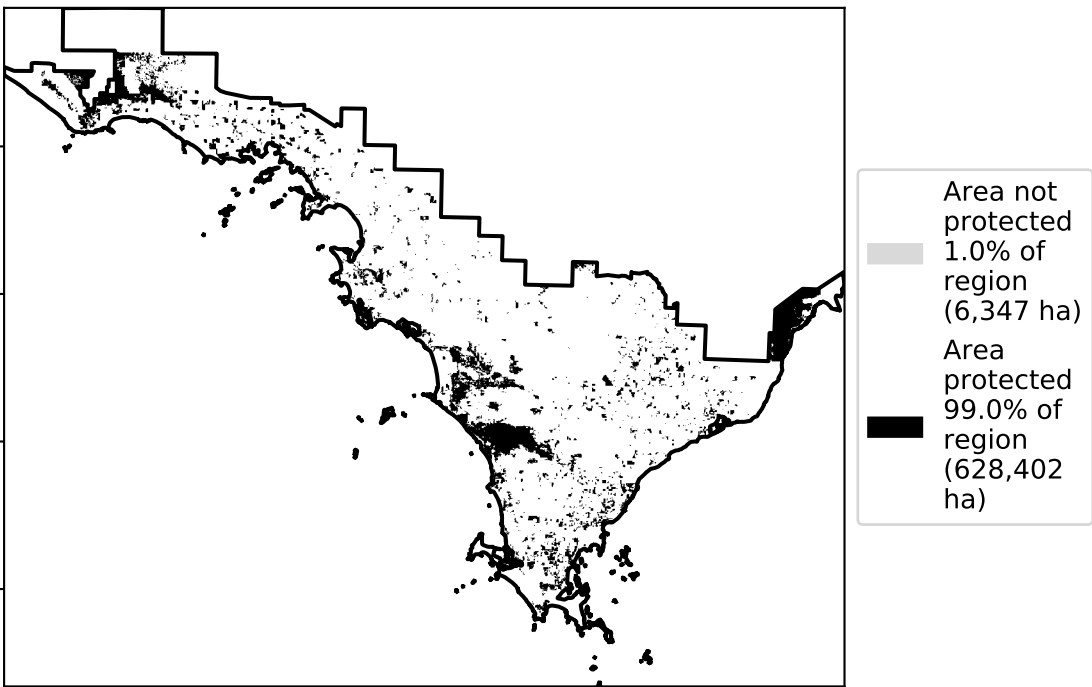 Area not
protected
1.0% of
region
(6,347 ha)
Area
protected
99.0% of
region
(628,402
ha)